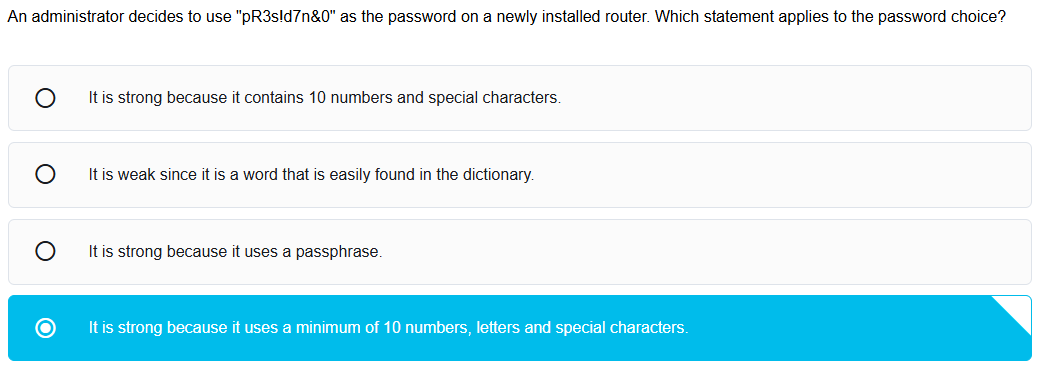 An administrator decides to use "pR3s!d7n&0" as the password on a newly installed router. Which statement applies to the password choice?
It is strong because it contains 10 numbers and special characters.
It is weak since it is a word that is easily found in the dictionary.
It is strong because it uses a passphrase.
It is strong because it uses a minimum of 10 numbers, letters and special characters.